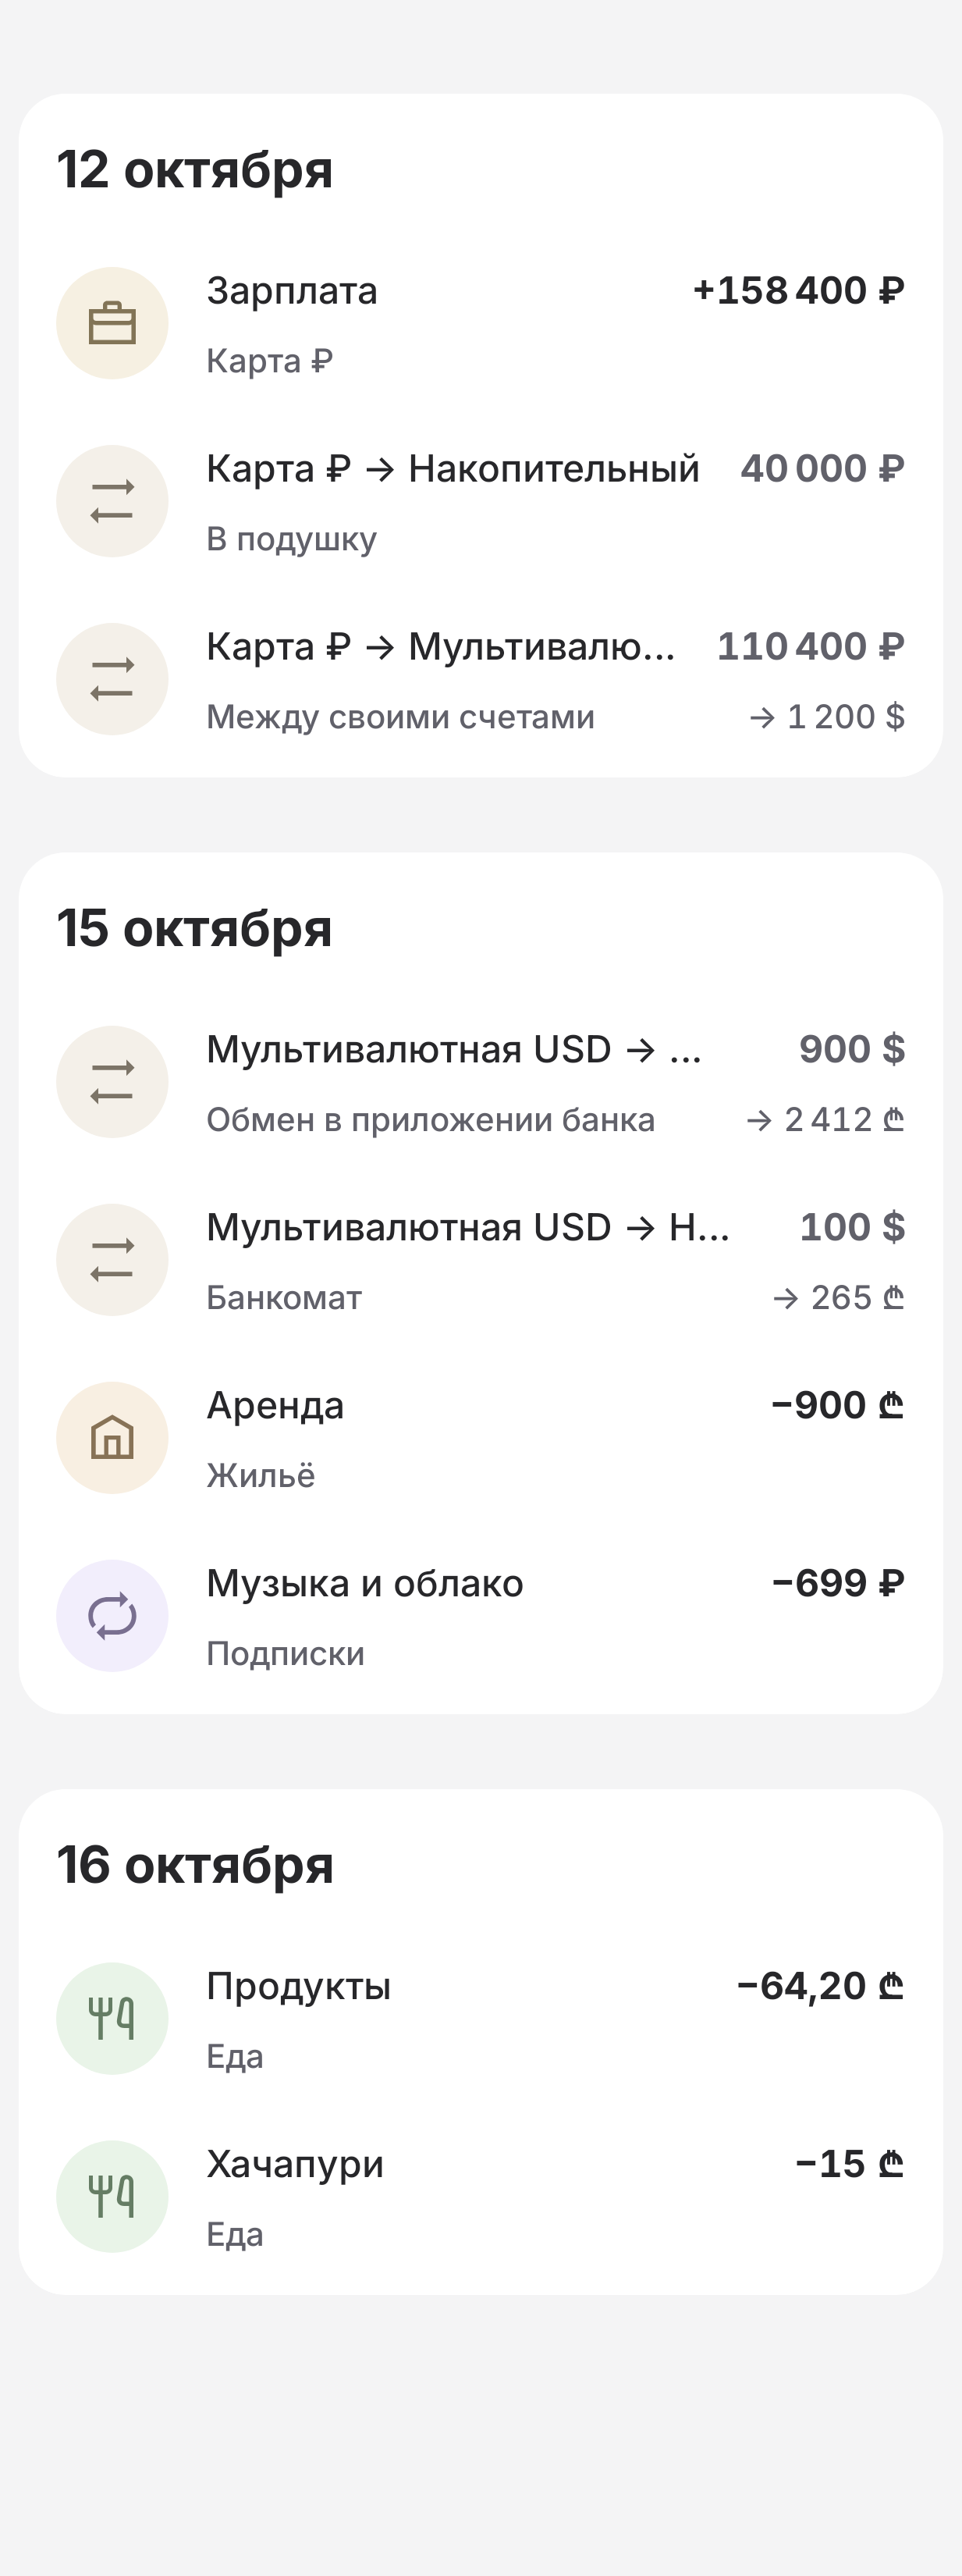 12 октября
Зарплата +158 400 ₽
Карта ₽
Карта ₽ → Накопительный 40 000 ₽
В подушку
Карта ₽ → Мультивалю... 110 400 ₽
Между своими счетами → 1 200 $
15 октября
Мультивалютная USD → ... 900 $
Обмен в приложении банка → 2 412 ₾
Мультивалютная USD → Н... 100 $
Банкомат → 265 ₾
Аренда −900 ₾
Жильё
Музыка и облако −699 ₽
Подписки
16 октября
Продукты −64,20 ₾
Еда
Хачапури −15 ₾
Еда